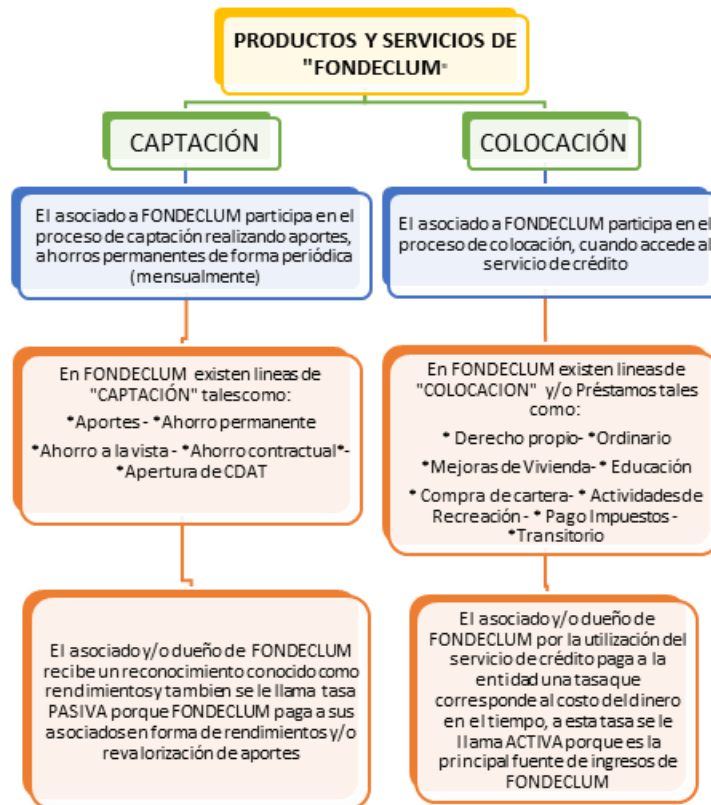 PRODUCTOS Y SERVICIOS DE
"FONDECLUM"
CAPTACIÓN
COLOCACIÓN
El asociado a FONDECLUM participa en el
proceso de captación realizando aportes,
ahorros permanentes de forma periódica
(mensualmente)
El asociado a FONDECLUM participa en el
proceso de colocación, cuando accede al
servicio de crédito
En FONDECLUM existen lineas de
"CAPTACIÓN" tales como:
*Aportes- *Ahorro permanente
*Ahorro a la vista - *Ahorro contractual*-
*Apertura de CDAT
En FONDECLUM existen lineas de
"COLOCACION" y/o Préstamos tales
como:
* Derecho propio- *Ordinario
*Mejoras de Vivienda- * Educación
* Compra de cartera- * Actividades de
Recreación - * Pago Impuestos -
*Transitorio
El asociado y/o dueño de FONDECLUM
recibe un reconocimiento conocido como
rendimientos y tambien se le llama tasa
PASIVA porque FONDECLUM paga a sus
asociados en forma de rendimientos y/o
revalorización de aportes
El asociado y/o dueño de
FONDECLUM por la utilización del
servicio de crédito paga a la
entidad una tasa que
corresponde al costo del dinero
en el tiempo, a esta tasa se le
llama ACTIVA porque es la
principal fuente de ingresos de
FONDECLUM